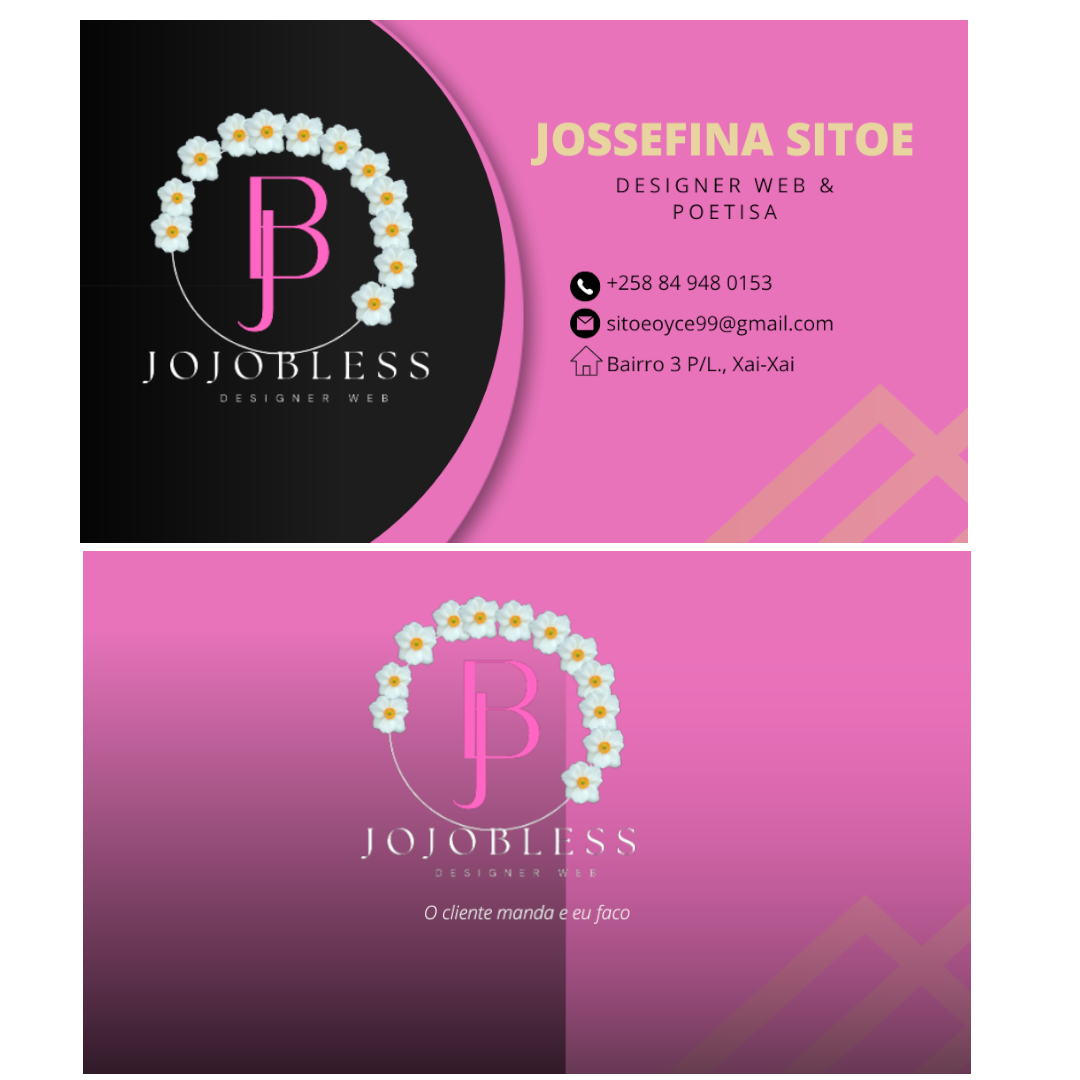 JB
JOJOBLESS
DESIGNER WEB
JOSSEFINA SITOE
DESIGNER WEB &
POETISA
+258 84 948 0153
sitoeoyce99@gmail.com
Bairro 3 P/L., Xai-Xai
JB
JOJOBLESS
DESIGNER WEB
O cliente manda e eu faco